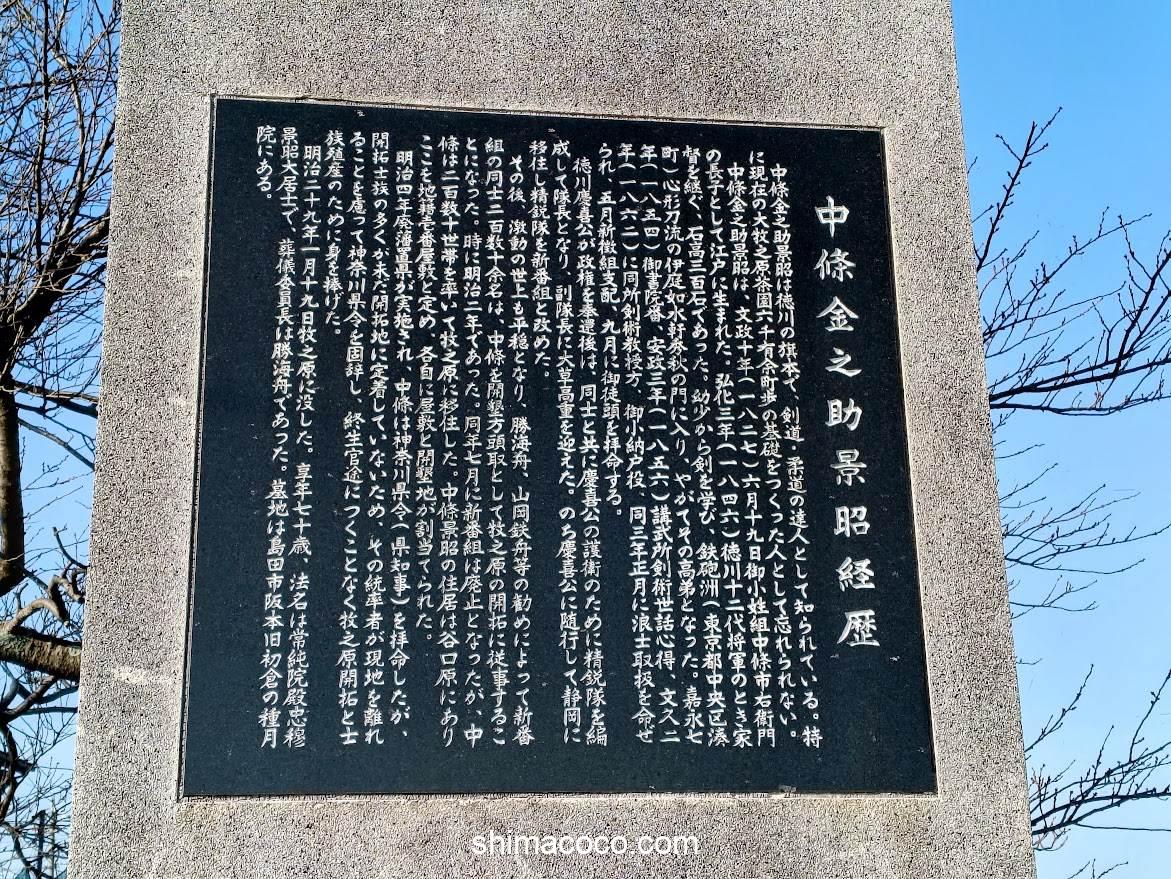 中條金之助景昭経歴
中條金之助景昭は徳川の旗本で、剣道・柔道の達人として知られている。特
に現在の大牧之原茶園六千有余町歩の基礎をつくった人として忘れられない。
中條金之助景昭は、文政十年(一八二七)六月十九日御小姓組中條市右衛門
の長子として江戸に生まれた。弘化三年(一八四六)徳川十二代将軍のとき家
督を継ぐ、石高三百石であった。幼少から剣を学び、鉄砲洲(東京都中央区湊
町)心形刀流の伊庭如水軒秀秋の門に入り、やがてその高弟となった。嘉永七
年(一八五四)御書院番、安政三年(一八五六)講武所剣術世話心得、文久二
年(一八六二)に同所剣術教授方、御小納戸役、同三年正月に浪士取扱を命ぜ
られ、五月新徴組支配、九月に御徒頭を拝命する。
徳川慶喜公が政権を奉還後は、同士と共に慶喜公の護衛のために精鋭隊を編
成して隊長となり、副隊長に大草高重を迎えた。のち慶喜公に随行して静岡に
移住し精鋭隊を新番組と改めた。
その後、激動の世上も平穏となり、勝海舟、山岡鉄舟等の勧めによって新番
組の同士二百数十余名は、中條を開墾方頭取として牧之原の開拓に従事するこ
とになった。時に明治二年であった。同年七月に新番組は廃止となったが、中
條は二百数十世帯を率いて牧之原に移住した。中條景昭の住居は谷口原にあり
ここを地籍壱番屋敷と定め、各自に屋敷と開墾地が割当てられた。
明治四年廃藩置県が実施され、中條は神奈川県令(県知事)を拝命したが、
開拓士族の多くが未だ開拓地に定着していないため、その統率者が現地を離れ
ることを慮って神奈川県令を固辞し、終生官途につくことなく牧之原開拓と士
族殖産のために身を捧げた。
明治二十九年一月十九日牧之原に没した。享年七十歳、法名は常純院殿忠穆
景昭大居士で、葬儀委員長は勝海舟であった。墓地は島田市阪本旧初倉の種月
院にある。
shimacoco.com